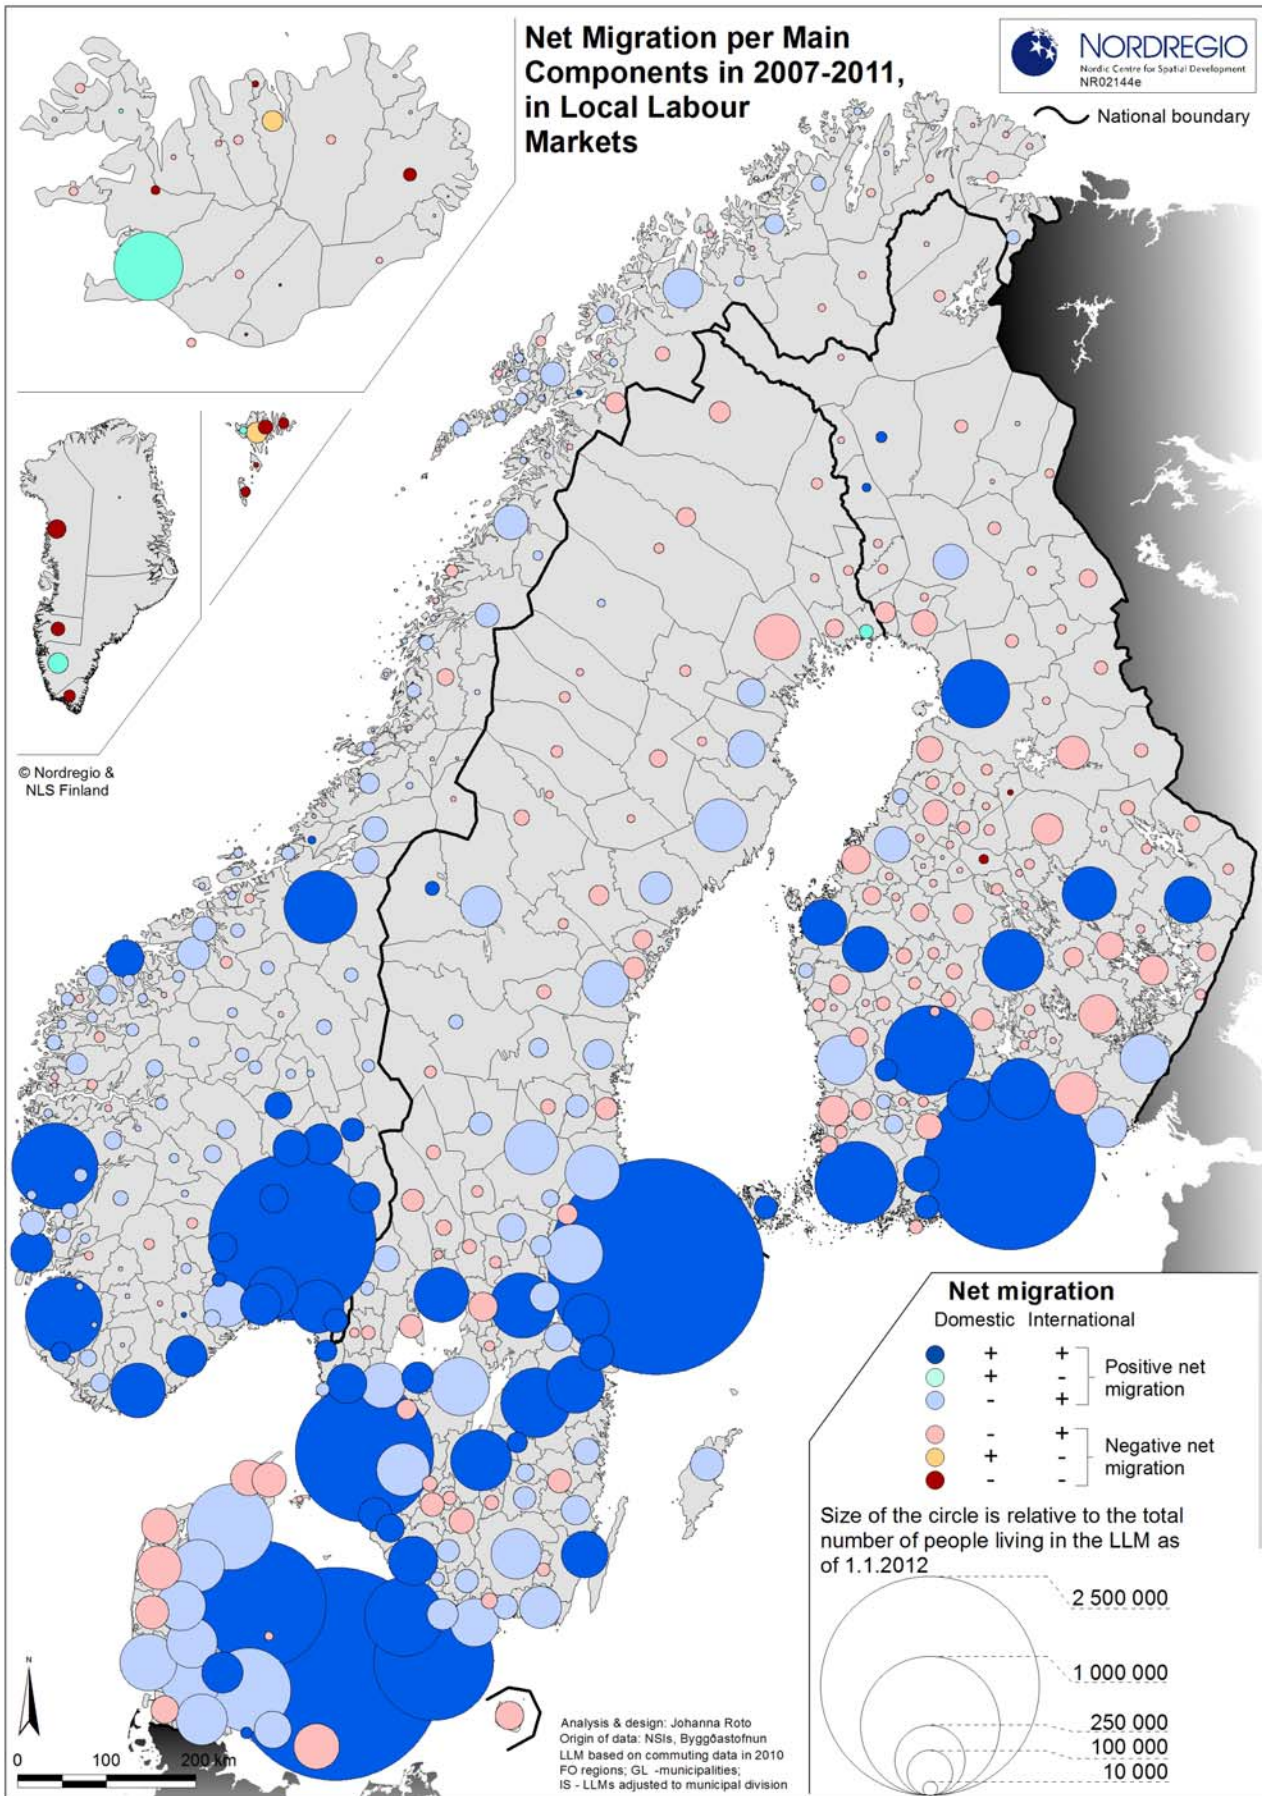 Net Migration per Main
Components in 2007-2011,
in Local Labour
Markets
NORDREGIO
Nordic Centre for Spatial Development
NR02144e
National boundary
© Nordregio &
NLS Finland
Net migration
Domestic International
+ +
+ -
- +
Positive net
migration
- +
+ -
- -
Negative net
migration
Size of the circle is relative to the total
number of people living in the LLM as
of 1.1.2012
2 500 000
1 000 000
250 000
100 000
10 000
N
0 100 200 km
Analysis & design: Johanna Roto
Origin of data: NSIs, Byggðastofnun
LLM based on commuting data in 2010
FO regions; GL -municipalities;
IS - LLMs adjusted to municipal division